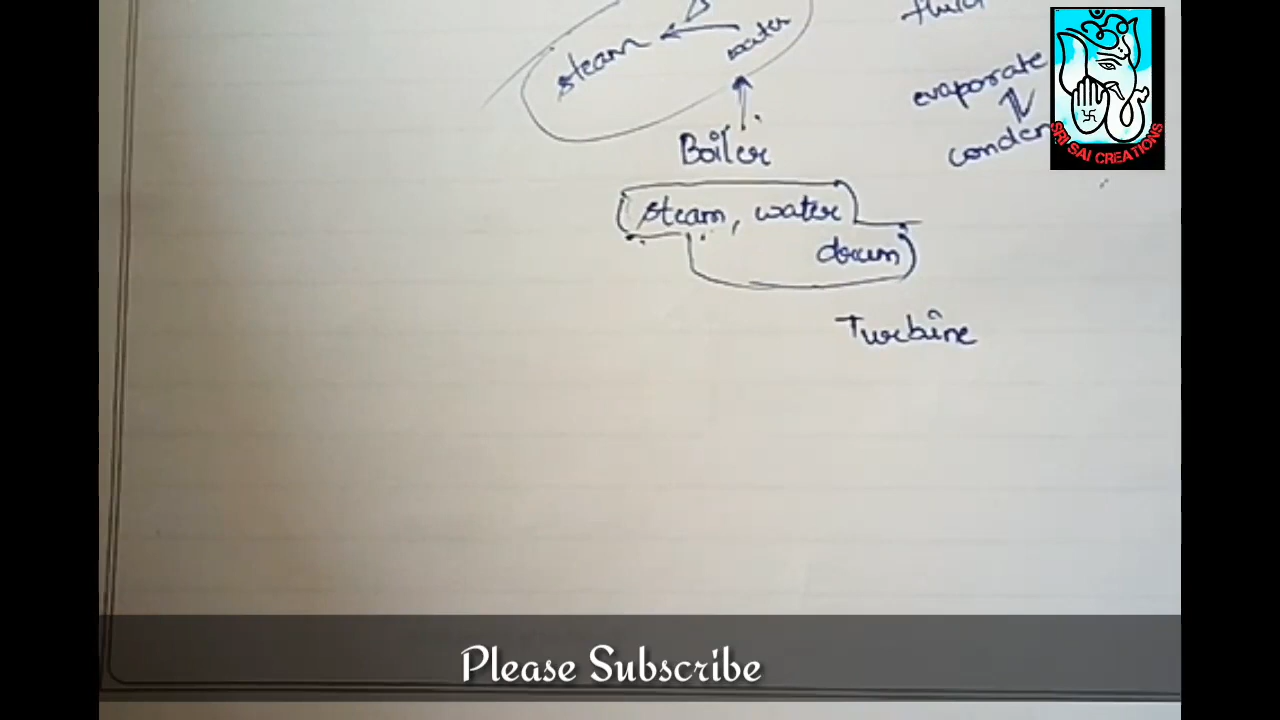 fluid
steam
water
evaporate
conden
Boiler
steam, water
drum
Turbine
SRI SAI CREATIONS
Please Subscribe